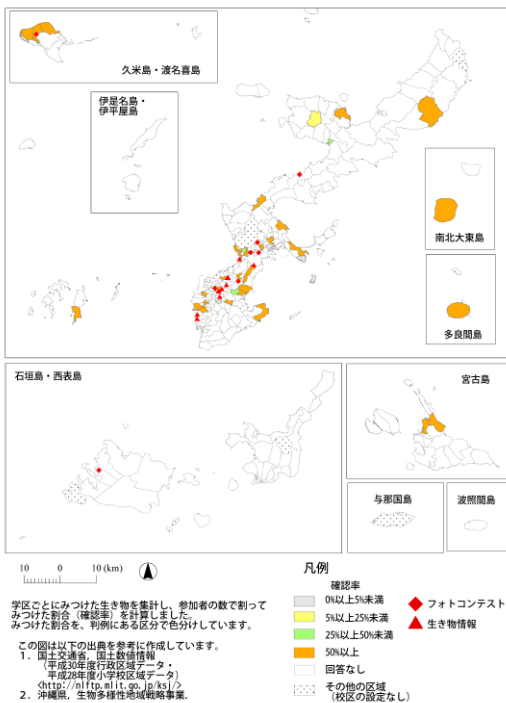 久米島・渡名喜島
伊是名島・
伊平屋島
南北大東島
多良間島
石垣島・西表島
宮古島
与那国島
波照間島
10 0 10 (km)
学区ごとにみつけた生き物を集計し、参加者の数で割って
みつけた割合（確認率）を計算しました。
みつけた割合を、判例にある区分で色分けしています。
この図は以下の出典を参考に作成しています。
1. 国土交通省，国土数値情報
（平成30年度行政区域データ・
平成28年度小学校区域データ）
<http://nlftp.mlit.go.jp/ksj/>
2. 沖縄県，生物多様性地域戦略事業.
凡例
確認率
0%以上5%未満
5%以上25%未満
25%以上50%未満
50%以上
回答なし
その他の区域
（校区の設定なし）
フォトコンテスト
生き物情報